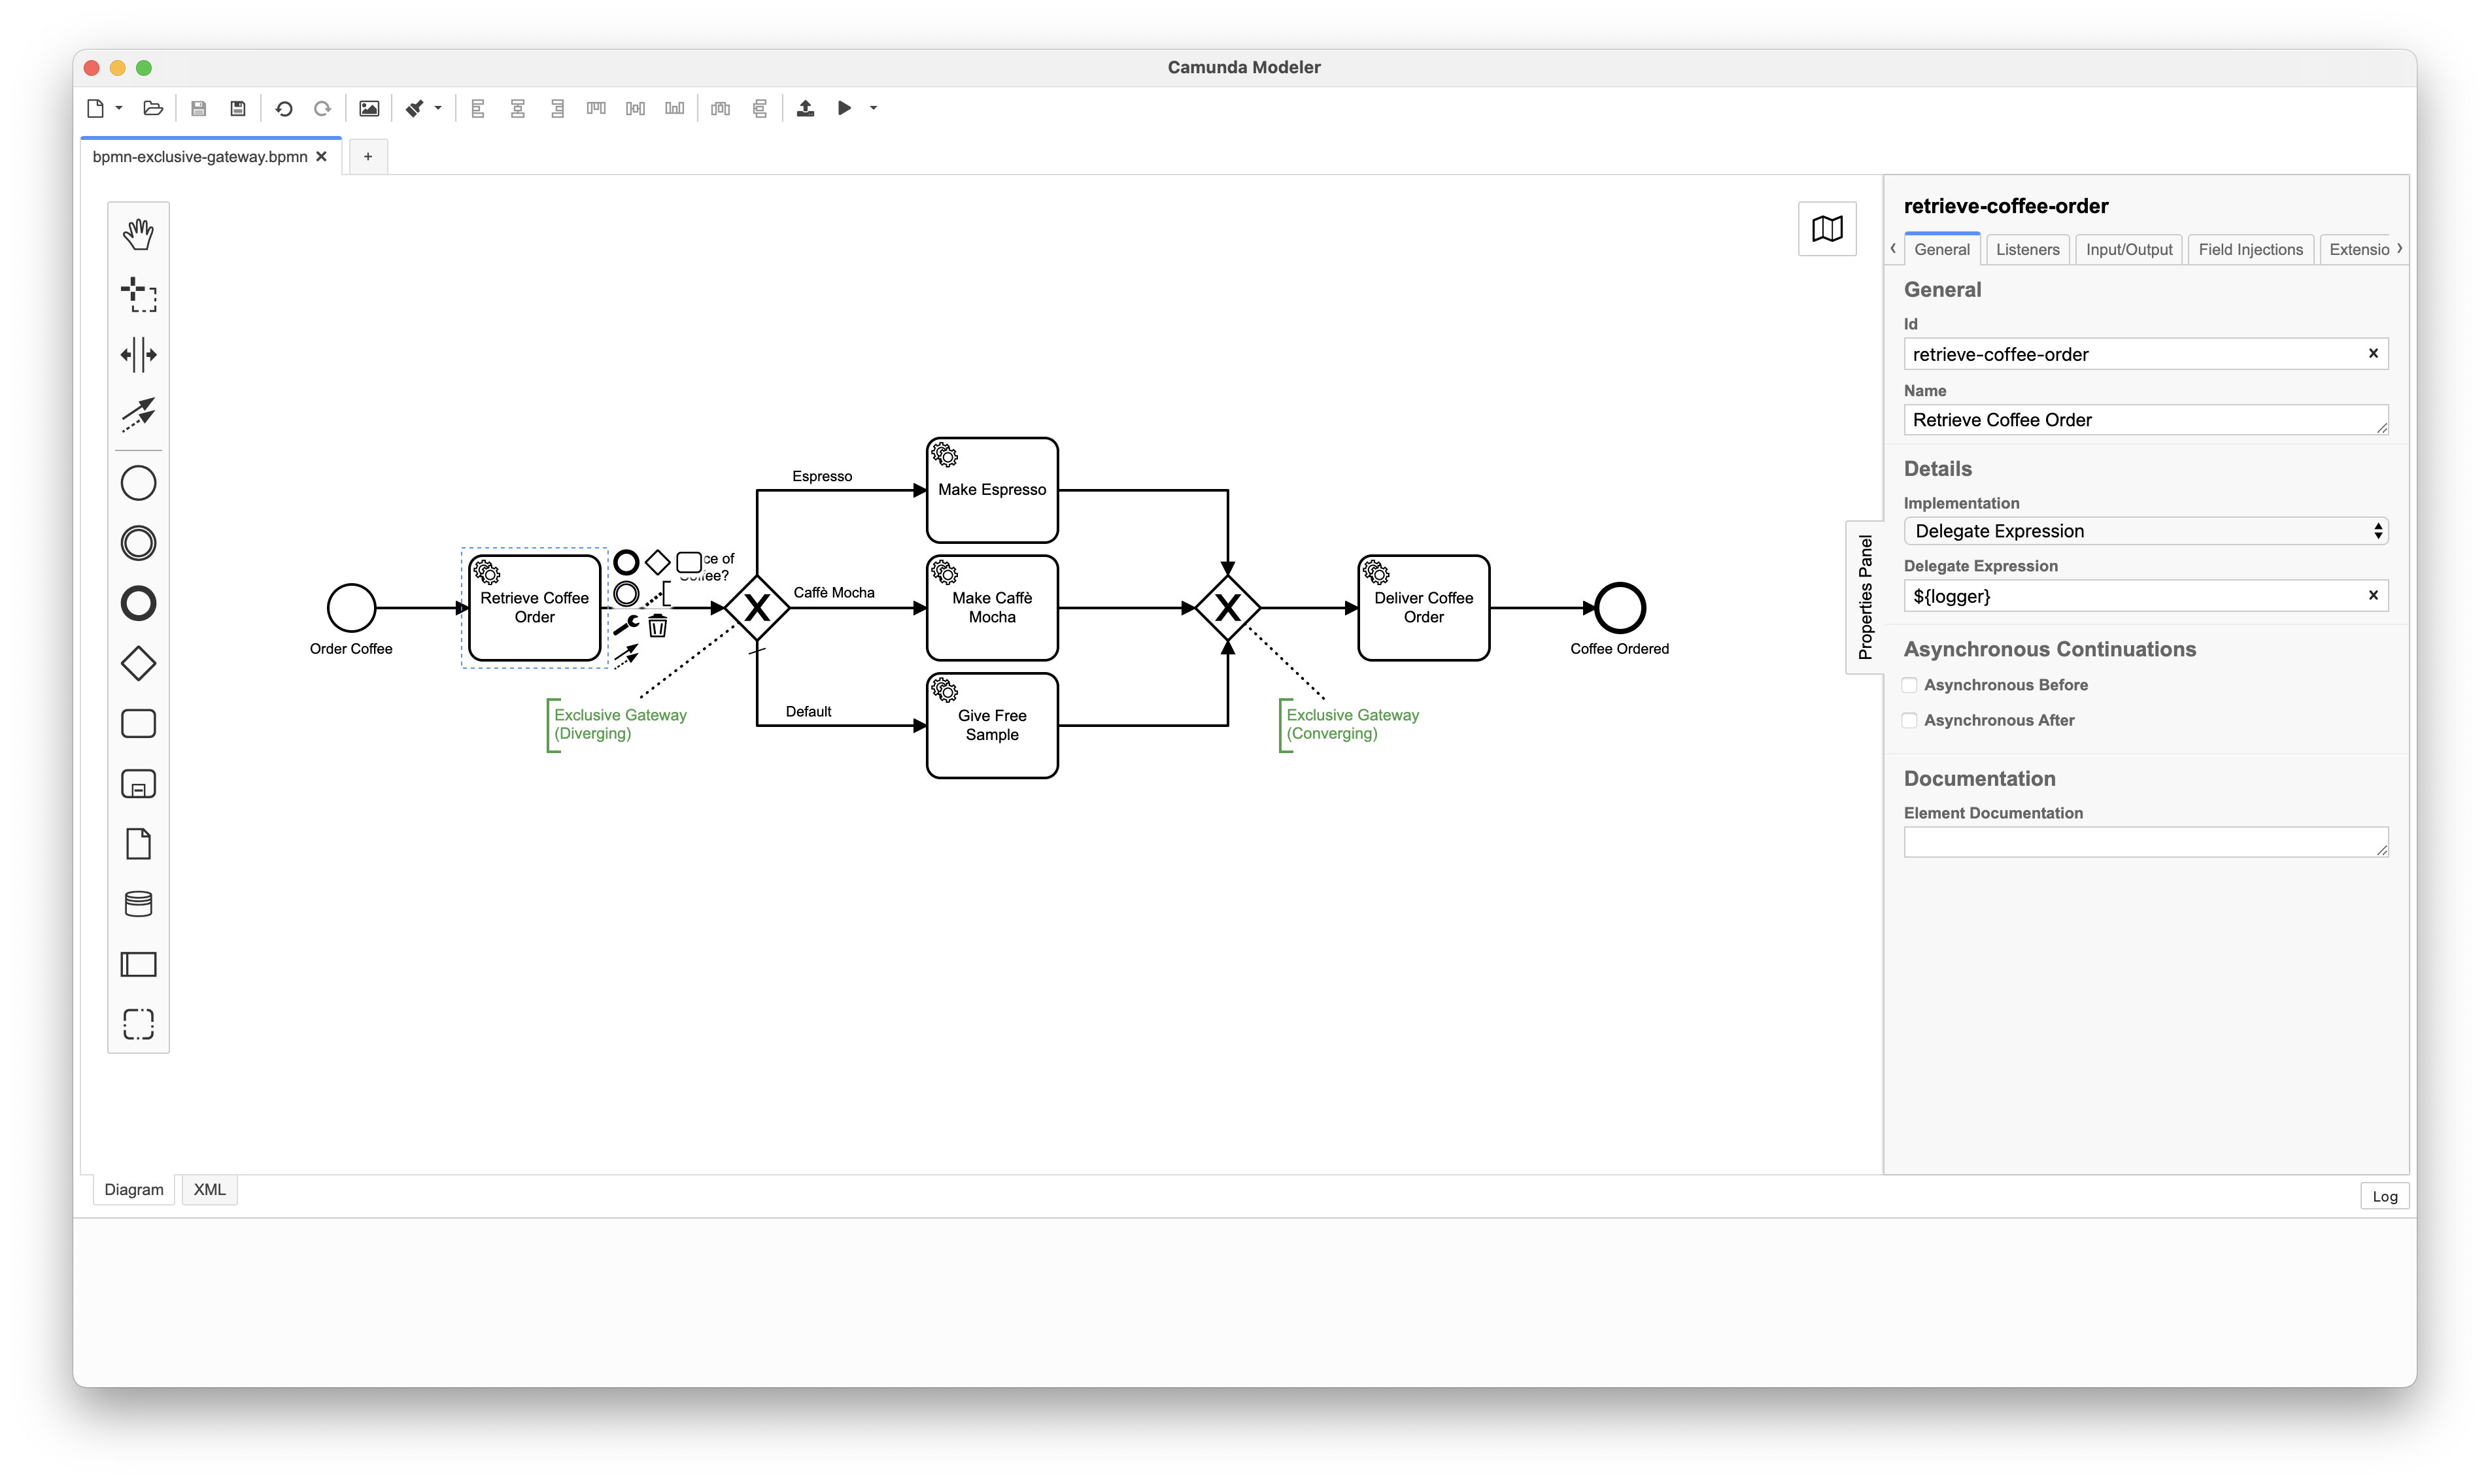 Camunda Modeler
bpmn-exclusive-gateway.bpmn
+
retrieve-coffee-order
General
Listeners
Input/Output
Field Injections
Extensio
General
Id
retrieve-coffee-order
Name
Retrieve Coffee Order
Details
Implementation
Delegate Expression
Delegate Expression
${logger}
Asynchronous Continuations
Asynchronous Before
Asynchronous After
Documentation
Element Documentation
Properties Panel
Order Coffee
Retrieve Coffee
Order
ce of
Espresso
Caffè Mocha
Default
Exclusive Gateway
(Diverging)
Make Espresso
Make Caffè
Mocha
Give Free
Sample
Exclusive Gateway
(Converging)
Deliver Coffee
Order
Coffee Ordered
Diagram
XML
Log